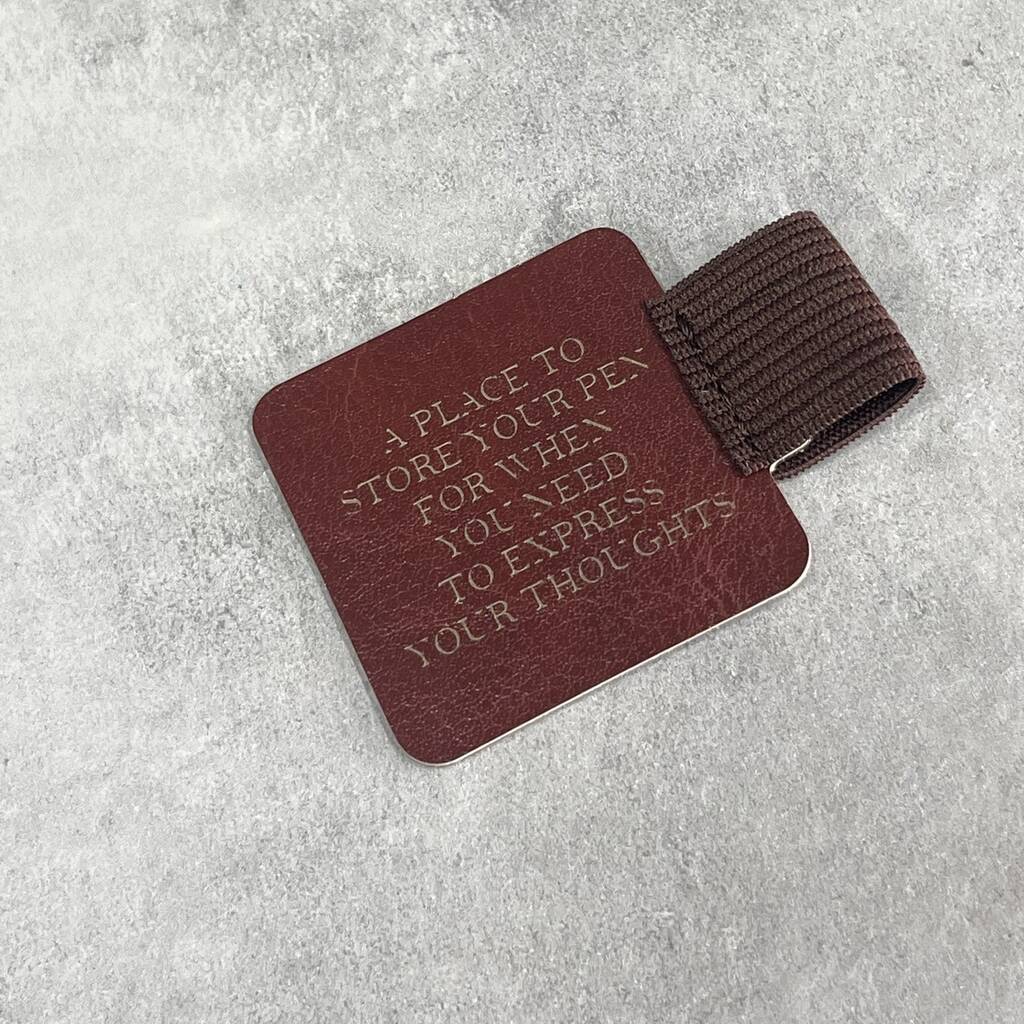 A PLACE TO
STORE YOUR PEN
FOR WHEN
YOU NEED
TO EXPRESS
YOUR THOUGHTS